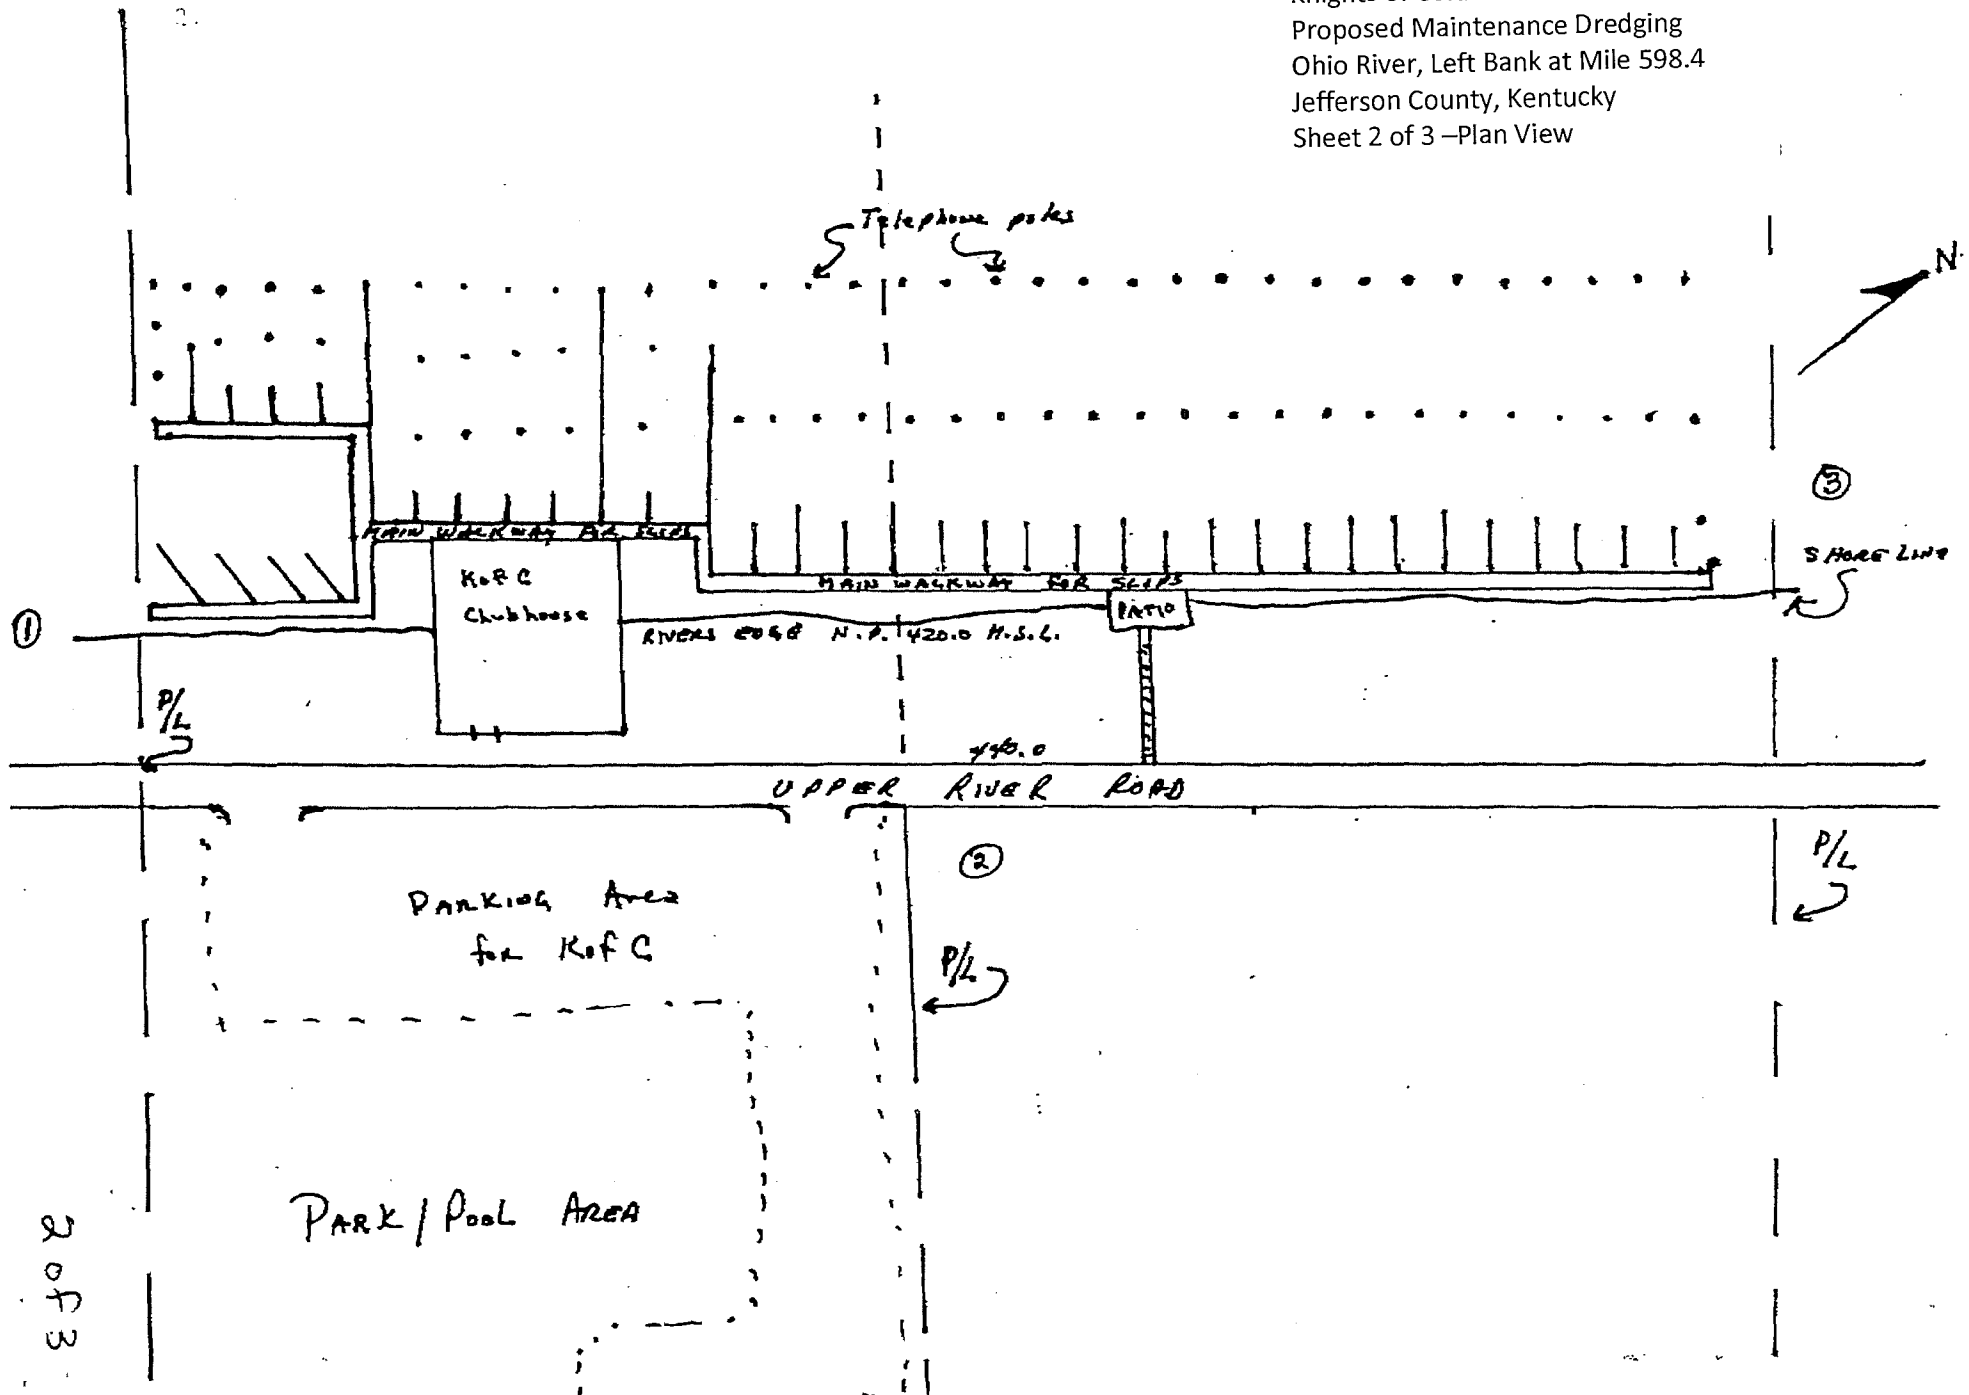 Proposed Maintenance Dredging
Ohio River, Left Bank at Mile 598.4
Jefferson County, Kentucky
Sheet 2 of 3 –Plan View
Telephone poles
N.
③
MAIN WALKWAY FOR SLIPS
SHORE LINE
K of C
Clubhouse
MAIN WALKWAY FOR SLIPS
PATIO
①
RIVERS EDGE N.P. 420.0 M.S.L.
P/L
440.0
UPPER RIVER ROAD
②
P/L
PARKING Area
for K of C
P/L
PARK/POOL AREA
2 of 3